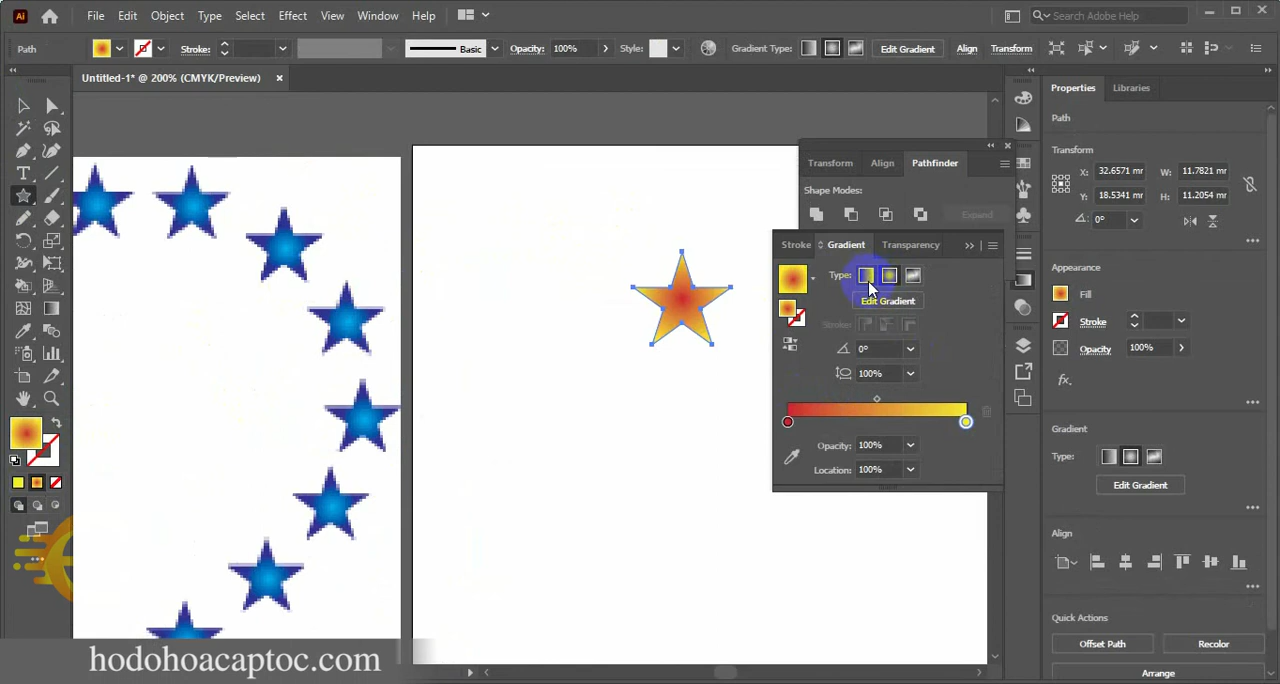 Ai File Edit Object Type Select Effect View Window Help Search Adobe Help
Path Stroke: Basic Opacity: 100% Style: Gradient Type: Edit Gradient Align Transform
Untitled-1* @ 200% (CMYK/Preview) ×
Properties Libraries
Path
Transform
X: 32.6571 mr W: 11.7821 mr
Y: 18.5341 mr H: 11.2054 mr
0°
Appearance
Fill
Stroke
Opacity 100%
fx.
Gradient
Type:
Edit Gradient
Align
Quick Actions
Offset Path Recolor
Arrange
Transform Align Pathfinder
Shape Modes:
Expand
Stroke Gradient Transparency
Type:
Edit Gradient
Stroke:
0°
100%
Opacity: 100%
Location: 100%
hodohoacaptoc.com